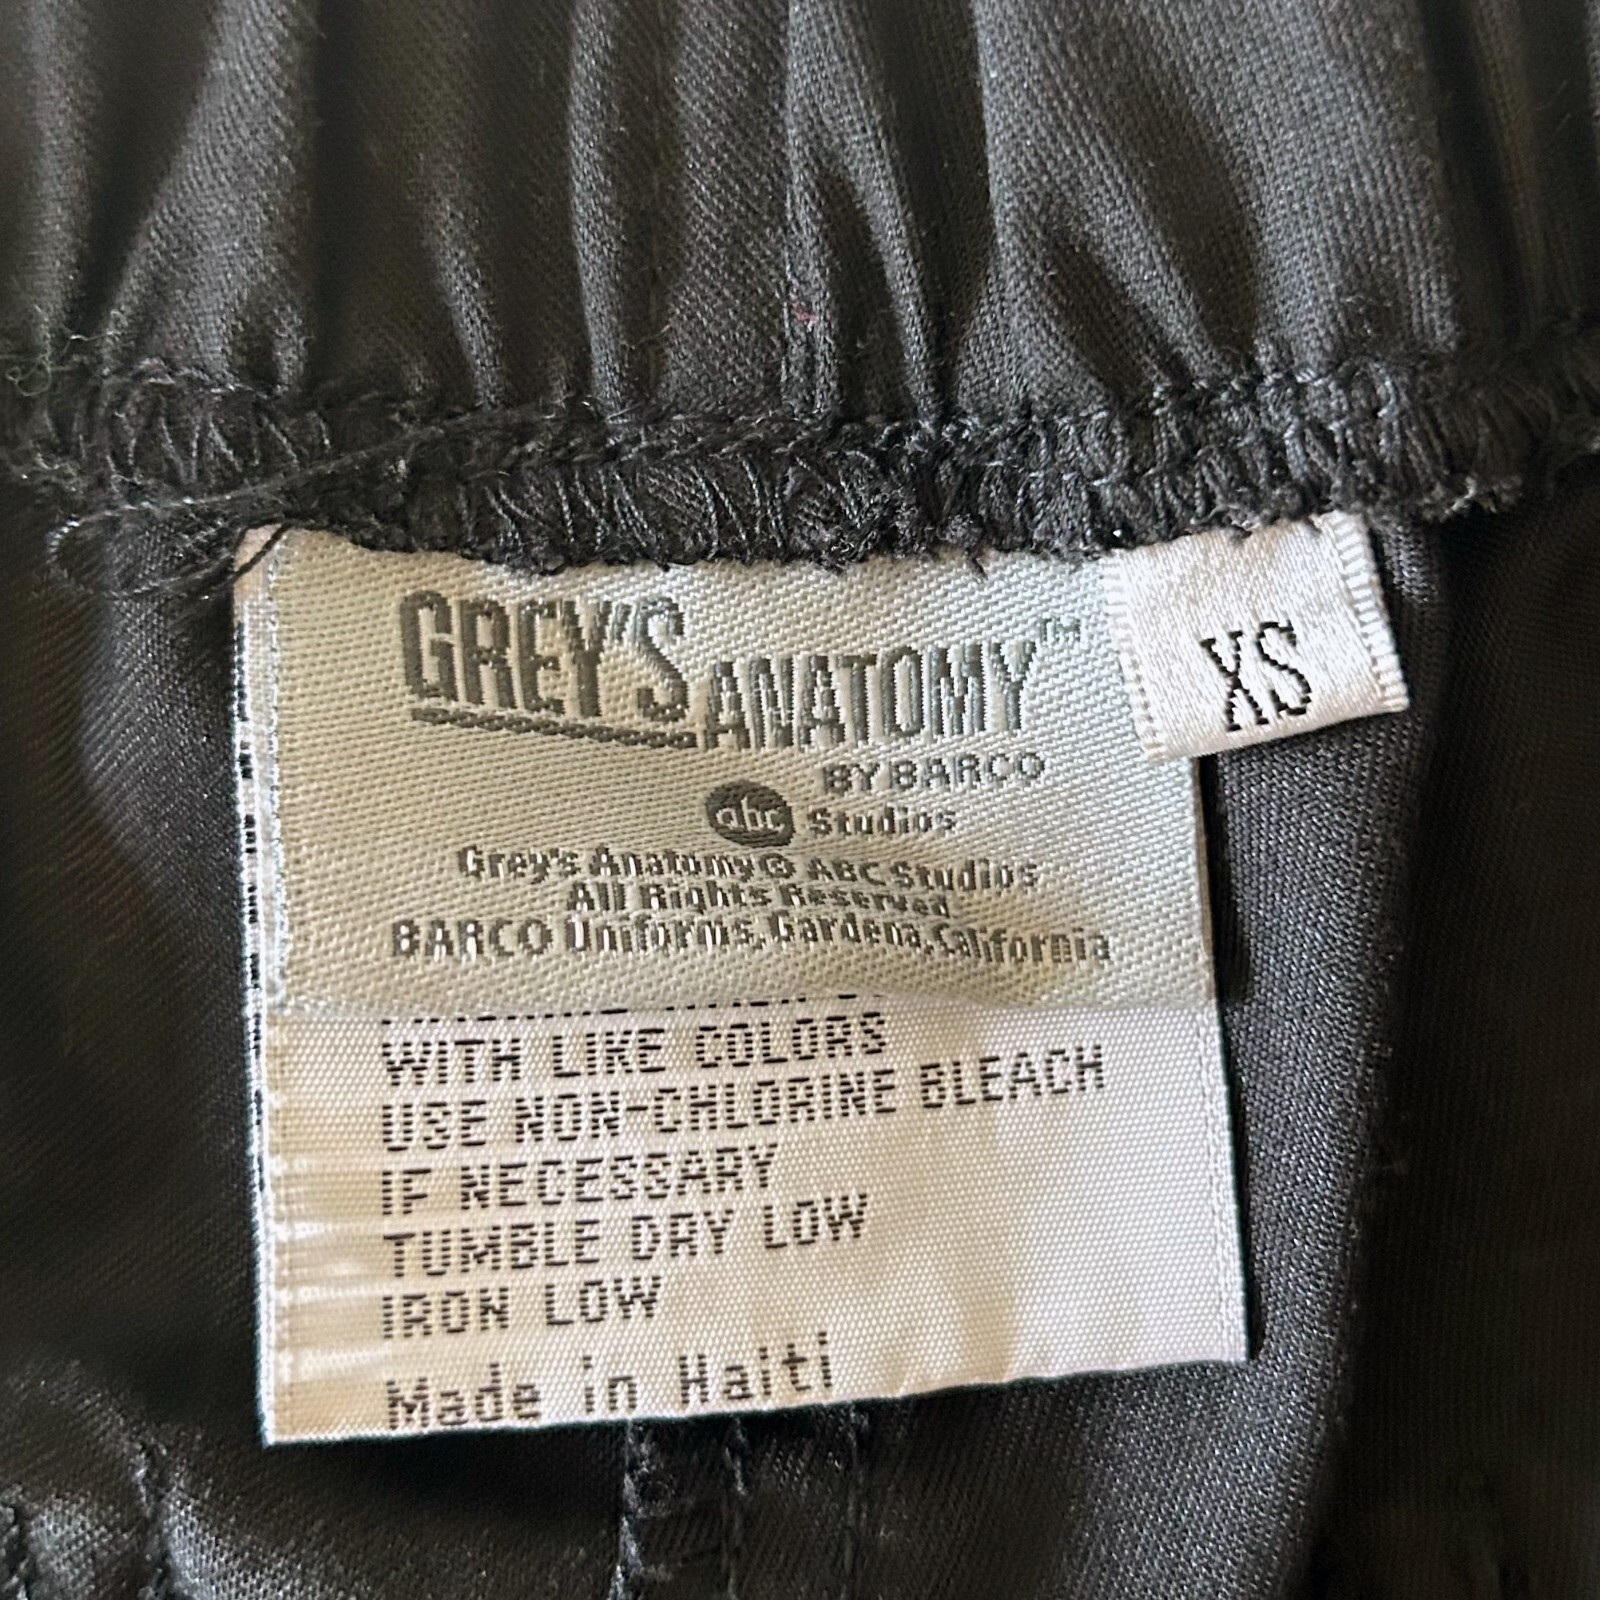 GREY'S ANATOMY™
XS
BY BARCO
abc Studios
Grey's Anatomy© ABC Studios
All Rights Reserved
BARCO Uniforms, Gardena, California
WITH LIKE COLORS
USE NON-CHLORINE BLEACH
IF NECESSARY
TUMBLE DRY LOW
IRON LOW
Made in Haiti